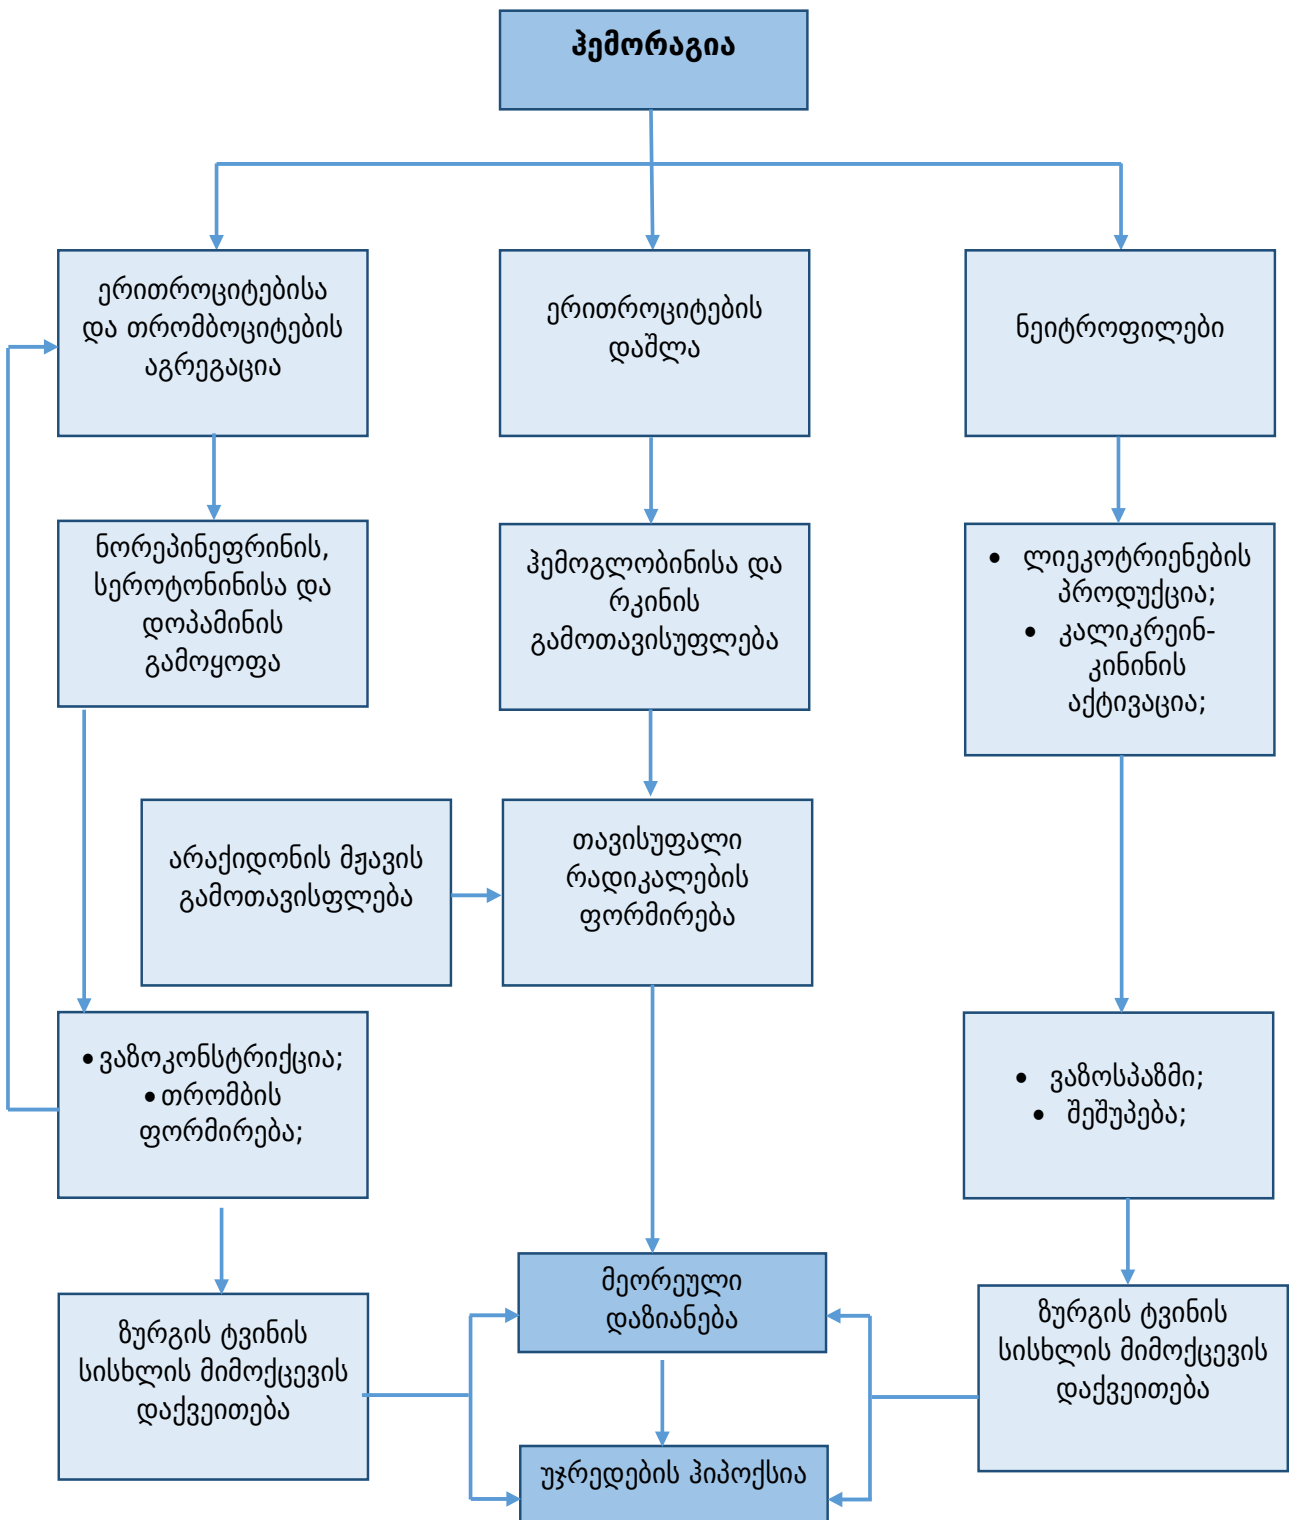 ჰემორაგია
ერითროციტებისა
და თრომბოციტების
აგრეგაცია
ერითროციტების
დაშლა
ნეიტროფილები
ნორეპინეფრინის,
სეროტონინისა და
დოპამინის
გამოყოფა
ჰემოგლობინისა და
რკინის
გამოთავისუფლება
• ლიეკოტრიენების
პროდუქცია;
• კალიკრეინ-
კინინის
აქტივაცია;
არაქიდონის მჟავის
გამოთავისფლება
თავისუფალი
რადიკალების
ფორმირება
• ვაზოკონსტრიქცია;
• თრომბის
ფორმირება;
• ვაზოსპაზმი;
• შეშუპება;
ზურგის ტვინის
სისხლის მიმოქცევის
დაქვეითება
მეორეული
დაზიანება
ზურგის ტვინის
სისხლის მიმოქცევის
დაქვეითება
უჯრედების ჰიპოქსია